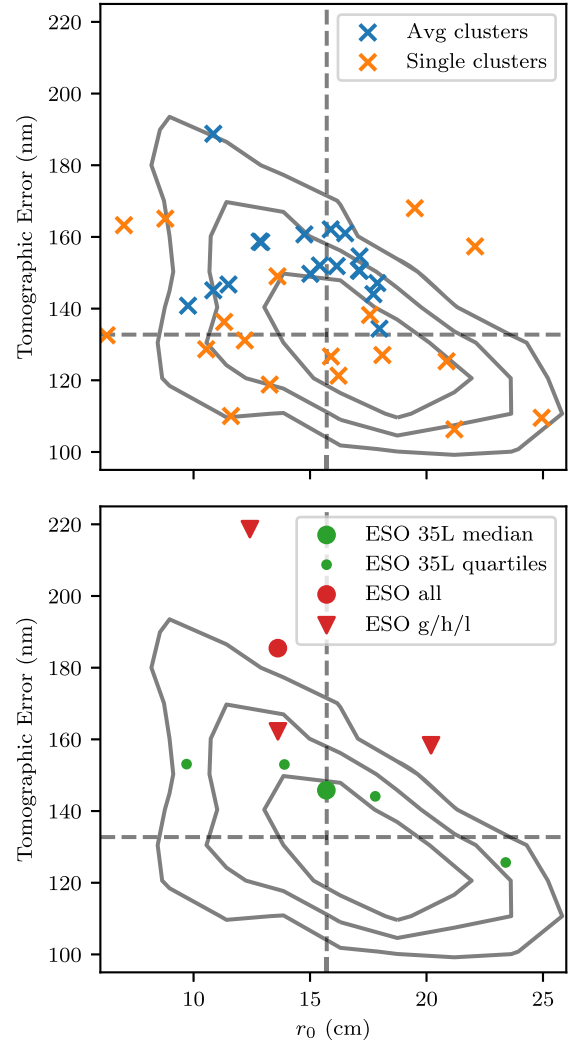 220
200
180
160
140
120
100
Tomographic Error (nm)
Avg clusters
Single clusters
220
200
180
160
140
120
100
Tomographic Error (nm)
ESO 35L median
ESO 35L quartiles
ESO all
ESO g/h/l
10 15 20 25
r₀ (cm)